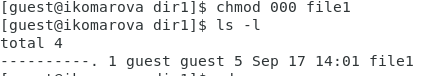 [guest@ikomarova dir1]$ chmod 000 file1
[guest@ikomarova dir1]$ ls -l
total 4
----------. 1 guest guest 5 Sep 17 14:01 file1